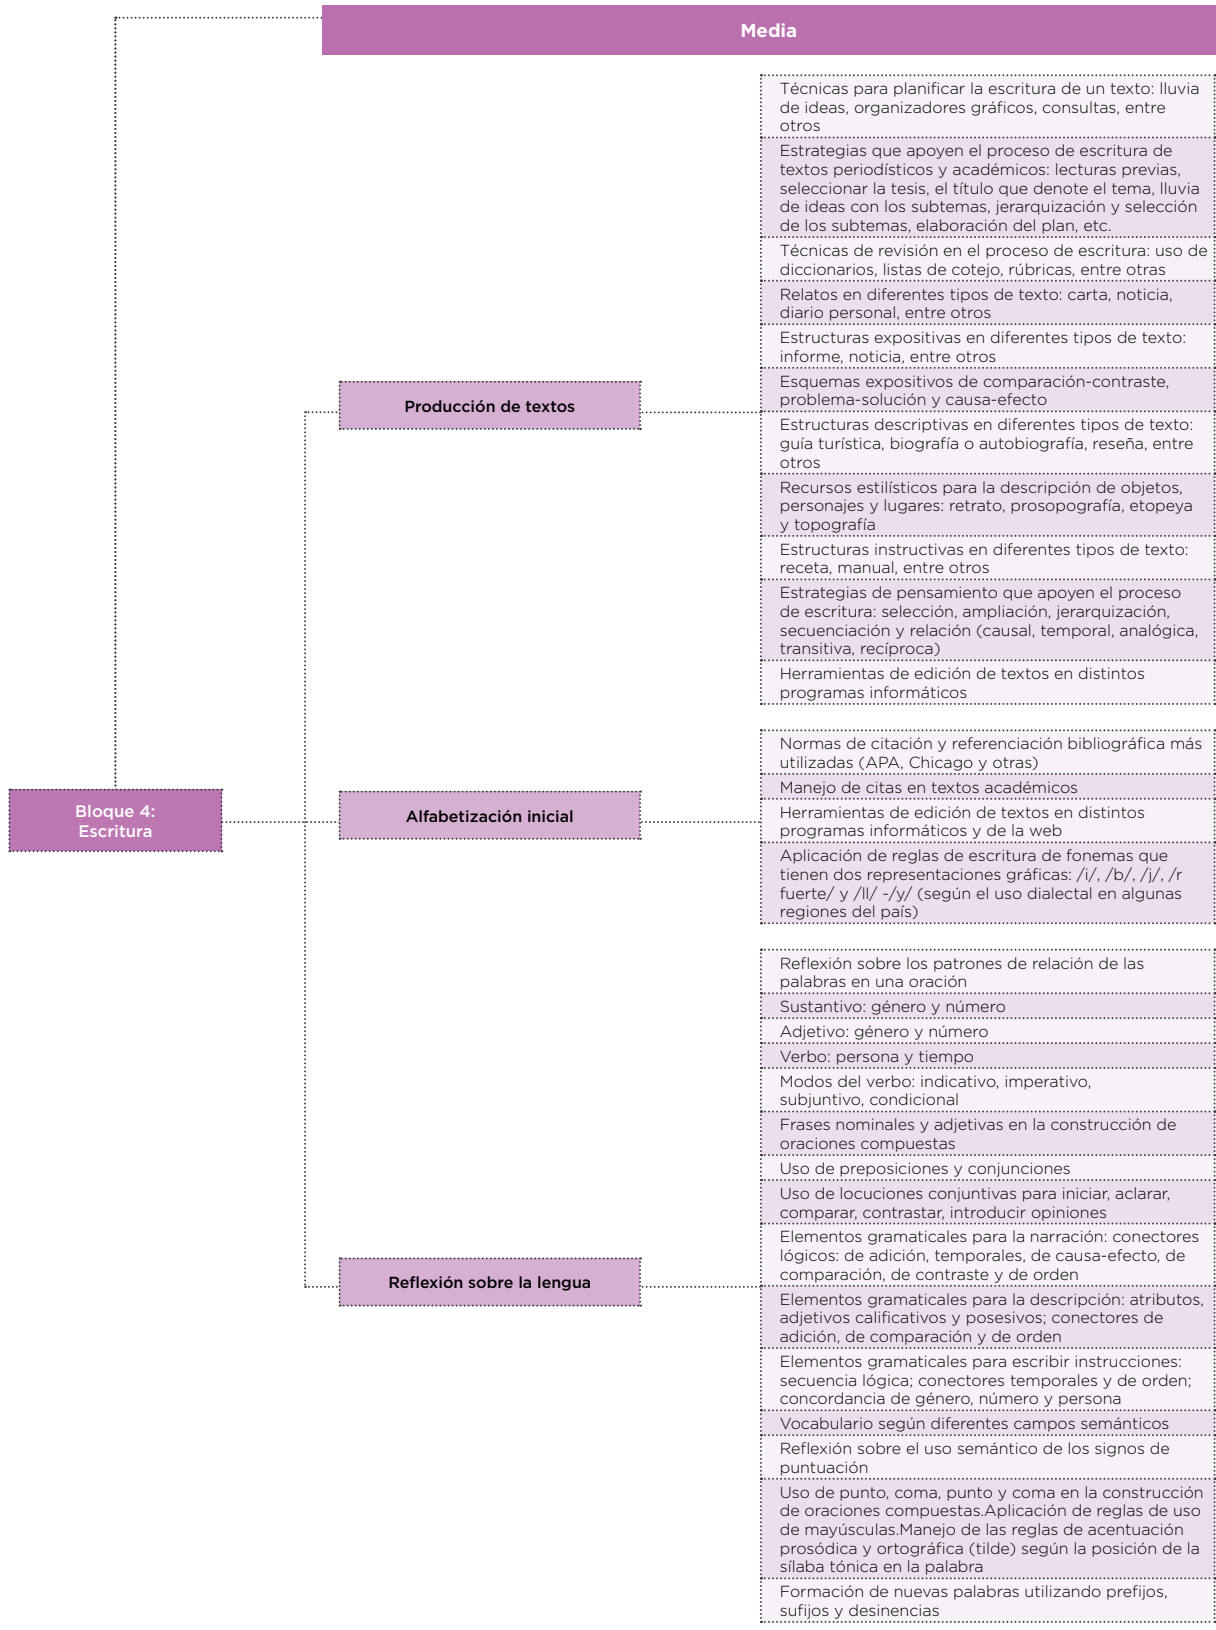 Media
Bloque 4:
Escritura
Producción de textos
Técnicas para planificar la escritura de un texto: lluvia
de ideas, organizadores gráficos, consultas, entre
otros
Estrategias que apoyen el proceso de escritura de
textos periodísticos y académicos: lecturas previas,
seleccionar la tesis, el título que denote el tema, lluvia
de ideas con los subtemas, jerarquización y selección
de los subtemas, elaboración del plan, etc.
Técnicas de revisión en el proceso de escritura: uso de
diccionarios, listas de cotejo, rúbricas, entre otras
Relatos en diferentes tipos de texto: carta, noticia,
diario personal, entre otros
Estructuras expositivas en diferentes tipos de texto:
informe, noticia, entre otros
Esquemas expositivos de comparación-contraste,
problema-solución y causa-efecto
Estructuras descriptivas en diferentes tipos de texto:
guía turística, biografía o autobiografía, reseña, entre
otros
Recursos estilísticos para la descripción de objetos,
personajes y lugares: retrato, prosopografía, etopeya
y topografía
Estructuras instructivas en diferentes tipos de texto:
receta, manual, entre otros
Estrategias de pensamiento que apoyen el proceso
de escritura: selección, ampliación, jerarquización,
secuenciación y relación (causal, temporal, analógica,
transitiva, recíproca)
Herramientas de edición de textos en distintos
programas informáticos
Alfabetización inicial
Normas de citación y referenciación bibliográfica más
utilizadas (APA, Chicago y otras)
Manejo de citas en textos académicos
Herramientas de edición de textos en distintos
programas informáticos y de la web
Aplicación de reglas de escritura de fonemas que
tienen dos representaciones gráficas: /i/, /b/, /j/, /r
fuerte/ y /ll/ -/y/ (según el uso dialectal en algunas
regiones del país)
Reflexión sobre la lengua
Reflexión sobre los patrones de relación de las
palabras en una oración
Sustantivo: género y número
Adjetivo: género y número
Verbo: persona y tiempo
Modos del verbo: indicativo, imperativo,
subjuntivo, condicional
Frases nominales y adjetivas en la construcción de
oraciones compuestas
Uso de preposiciones y conjunciones
Uso de locuciones conjuntivas para iniciar, aclarar,
comparar, contrastar, introducir opiniones
Elementos gramaticales para la narración: conectores
lógicos: de adición, temporales, de causa-efecto, de
comparación, de contraste y de orden
Elementos gramaticales para la descripción: atributos,
adjetivos calificativos y posesivos; conectores de
adición, de comparación y de orden
Elementos gramaticales para escribir instrucciones:
secuencia lógica; conectores temporales y de orden;
concordancia de género, número y persona
Vocabulario según diferentes campos semánticos
Reflexión sobre el uso semántico de los signos de
puntuación
Uso de punto, coma, punto y coma en la construcción
de oraciones compuestas.Aplicación de reglas de uso
de mayúsculas.Manejo de las reglas de acentuación
prosódica y ortográfica (tilde) según la posición de la
sílaba tónica en la palabra
Formación de nuevas palabras utilizando prefijos,
sufijos y desinencias